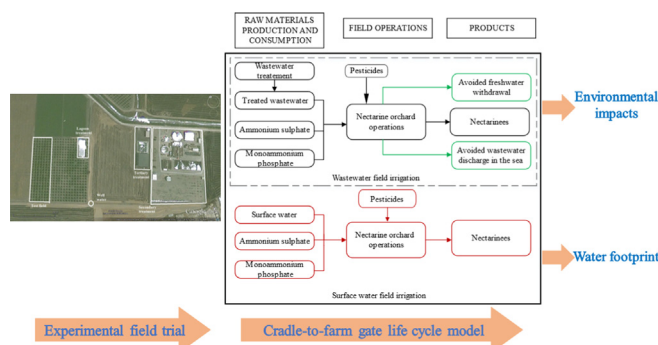 RAW MATERIALS
PRODUCTION AND
CONSUMPTION
FIELD OPERATIONS
PRODUCTS
Wastewater
treatement
Treated wastewater
Ammonium sulphate
Monoammonium
phosphate
Pesticides
Nectarine orchard
operations
Avoided freshwater
withdrawal
Nectarinees
Avoided wastewater
discharge in the sea
Wastewater field irrigation
Surface water
Ammonium sulphate
Monoammonium
phosphate
Pesticides
Nectarine orchard
operations
Nectarinees
Surface water field irrigation
Environmental
impacts
Water footprint
Experimental field trial
Cradle-to-farm gate life cycle model